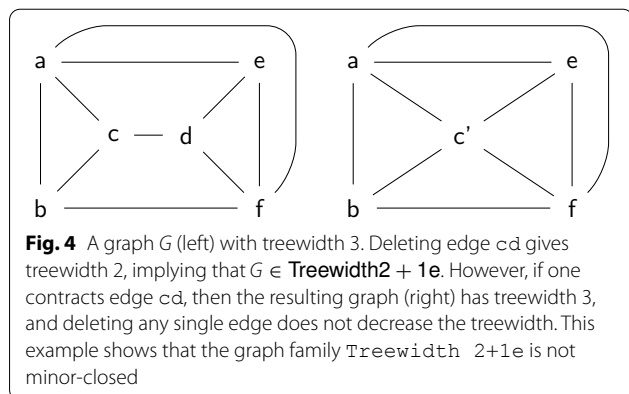 a e a e
c d c'
b f b f
Fig. 4 A graph G (left) with treewidth 3. Deleting edge cd gives
treewidth 2, implying that G ∈ Treewidth2 + 1e. However, if one
contracts edge cd, then the resulting graph (right) has treewidth 3,
and deleting any single edge does not decrease the treewidth. This
example shows that the graph family Treewidth 2+1e is not
minor-closed